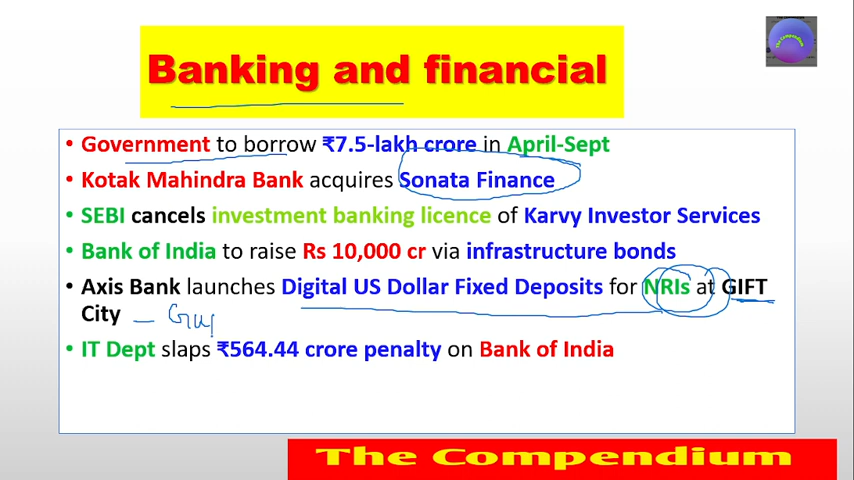 The Compendium
Banking and financial
• Government to borrow ₹7.5-lakh crore in April-Sept
• Kotak Mahindra Bank acquires Sonata Finance
• SEBI cancels investment banking licence of Karvy Investor Services
• Bank of India to raise Rs 10,000 cr via infrastructure bonds
• Axis Bank launches Digital US Dollar Fixed Deposits for NRIs at GIFT
City – Guj
• IT Dept slaps ₹564.44 crore penalty on Bank of India
The Compendium